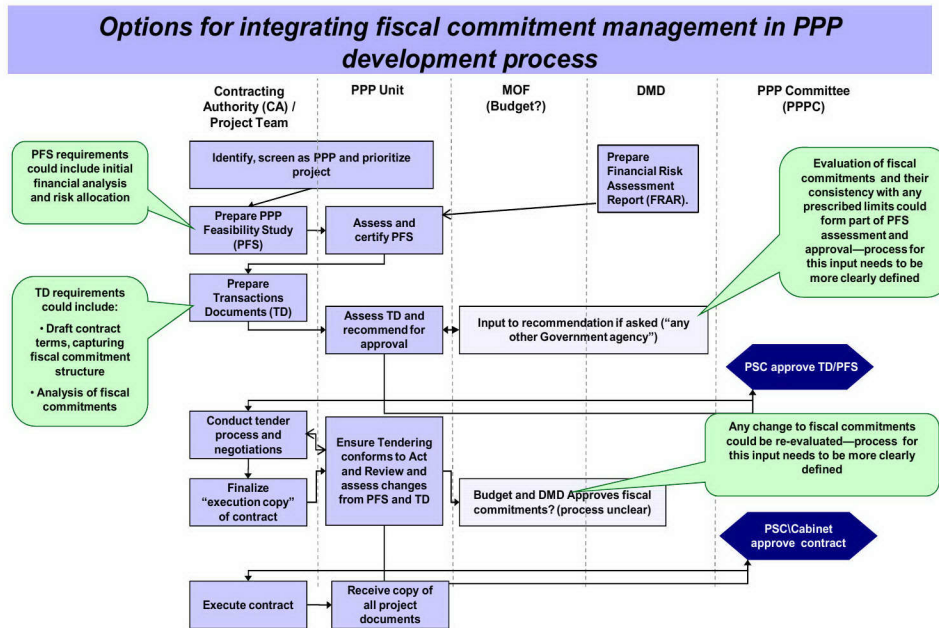 Options for integrating fiscal commitment management in PPP
development process
Contracting
Authority (CA) /
Project Team
PPP Unit
MOF
(Budget?)
DMD
PPP Committee
(PPPC)
PFS requirements
could include initial
financial analysis
and risk allocation
Identify, screen as PPP and prioritize
project
Prepare
Financial Risk
Assessment
Report (FRAR).
Evaluation of fiscal
commitments and their
consistency with any
prescribed limits could
form part of PFS
assessment and
approval—process for
this input needs to be
more clearly defined
Prepare PPP
Feasibility Study
(PFS)
Assess and
certify PFS
TD requirements
could include:
• Draft contract
terms, capturing
fiscal commitment
structure
• Analysis of fiscal
commitments
Prepare
Transactions
Documents (TD)
Assess TD and
recommend for
approval
Input to recommendation if asked (“any
other Government agency”)
PSC approve TD/PFS
Conduct tender
process and
negotiations
Ensure Tendering
conforms to Act
and Review and
assess changes
from PFS and TD
Any change to fiscal commitments
could be re-evaluated—process for
this input needs to be more clearly
defined
Finalize
“execution copy”
of contract
Budget and DMD Approves fiscal
commitments? (process unclear)
PSC\Cabinet
approve contract
Execute contract
Receive copy of
all project
documents